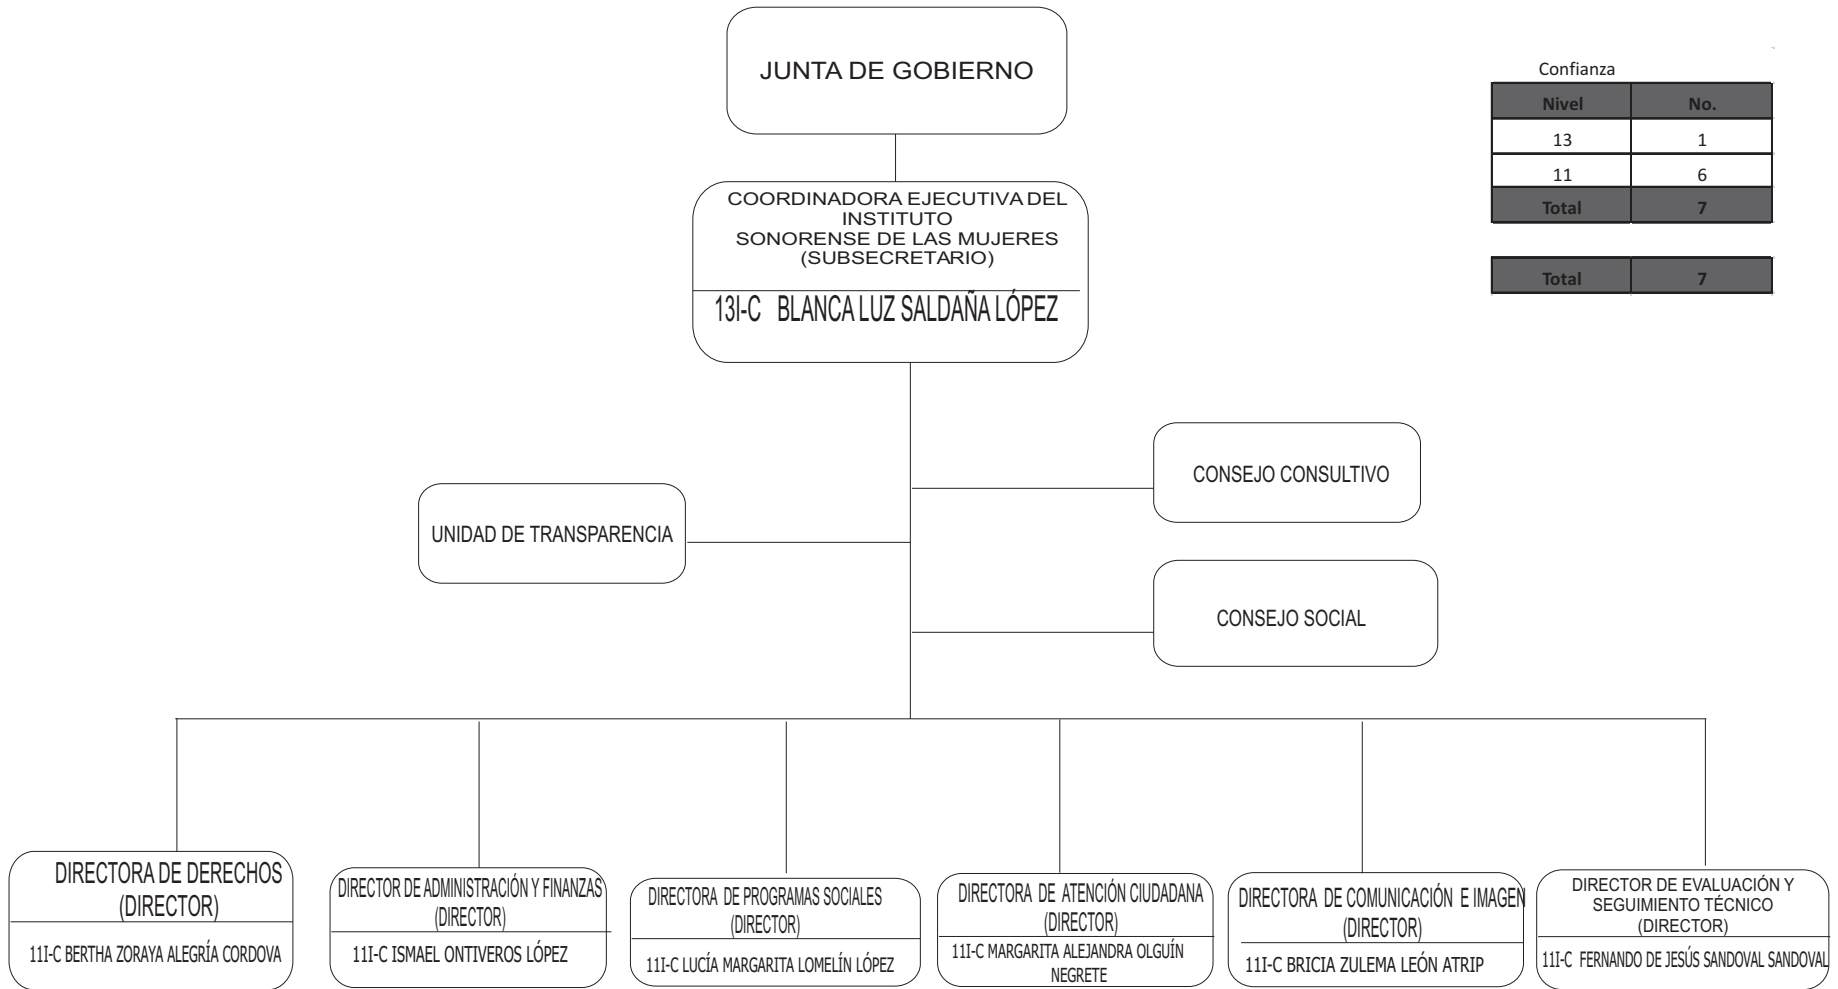 JUNTA DE GOBIERNO
Confianza
Nivel No.
13 1
11 6
Total 7
Total 7
COORDINADORA EJECUTIVA DEL
INSTITUTO
SONORENSE DE LAS MUJERES
(SUBSECRETARIO)
13I-C BLANCA LUZ SALDAÑA LÓPEZ
CONSEJO CONSULTIVO
UNIDAD DE TRANSPARENCIA
CONSEJO SOCIAL
DIRECTORA DE DERECHOS
(DIRECTOR)
11I-C BERTHA ZORAYA ALEGRÍA CORDOVA
DIRECTOR DE ADMINISTRACIÓN Y FINANZAS
(DIRECTOR)
11I-C ISMAEL ONTIVEROS LÓPEZ
DIRECTORA DE PROGRAMAS SOCIALES
(DIRECTOR)
11I-C LUCÍA MARGARITA LOMELÍN LÓPEZ
DIRECTORA DE ATENCIÓN CIUDADANA
(DIRECTOR)
11I-C MARGARITA ALEJANDRA OLGUÍN
NEGRETE
DIRECTORA DE COMUNICACIÓN E IMAGEN
(DIRECTOR)
11I-C BRICIA ZULEMA LEÓN ATRIP
DIRECTOR DE EVALUACIÓN Y
SEGUIMIENTO TÉCNICO
(DIRECTOR)
11I-C FERNANDO DE JESÚS SANDOVAL SANDOVAL